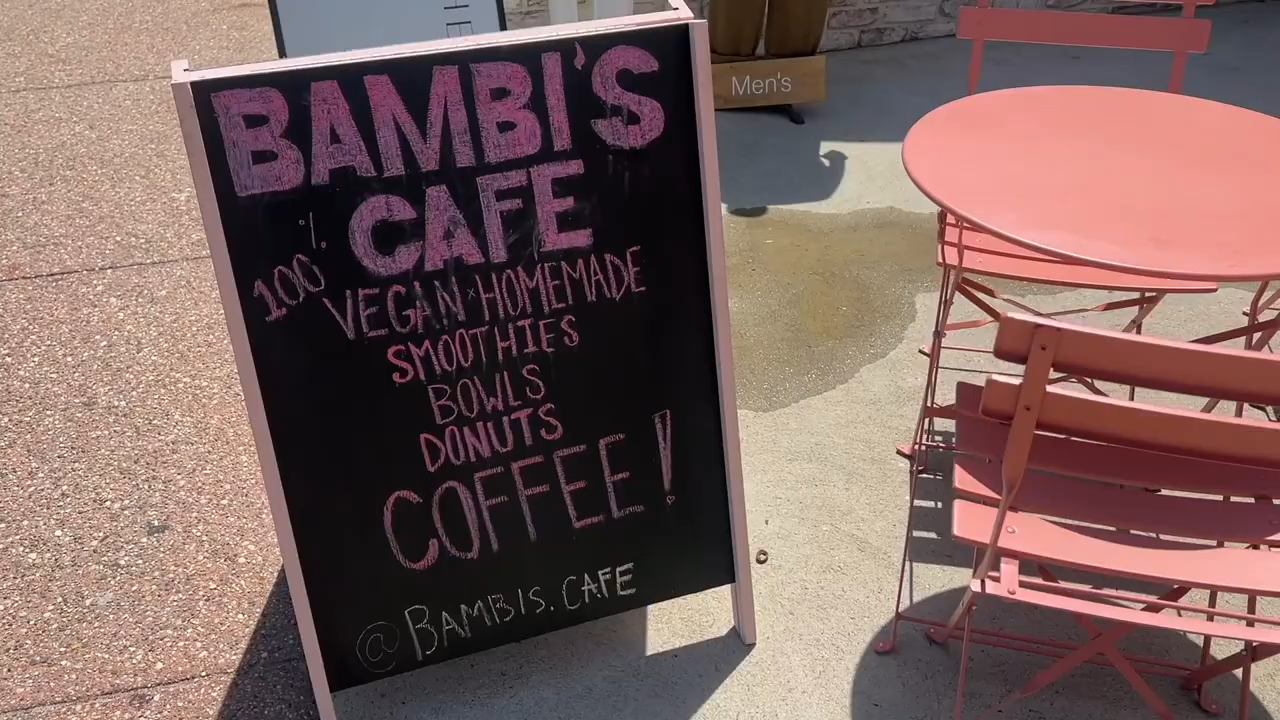 BAMBI'S
CAFE
100%
VEGAN × HOMEMADE
SMOOTHIES
BOWLS
DONUTS
COFFEE!
@BAMBIS.CAFE
Men's